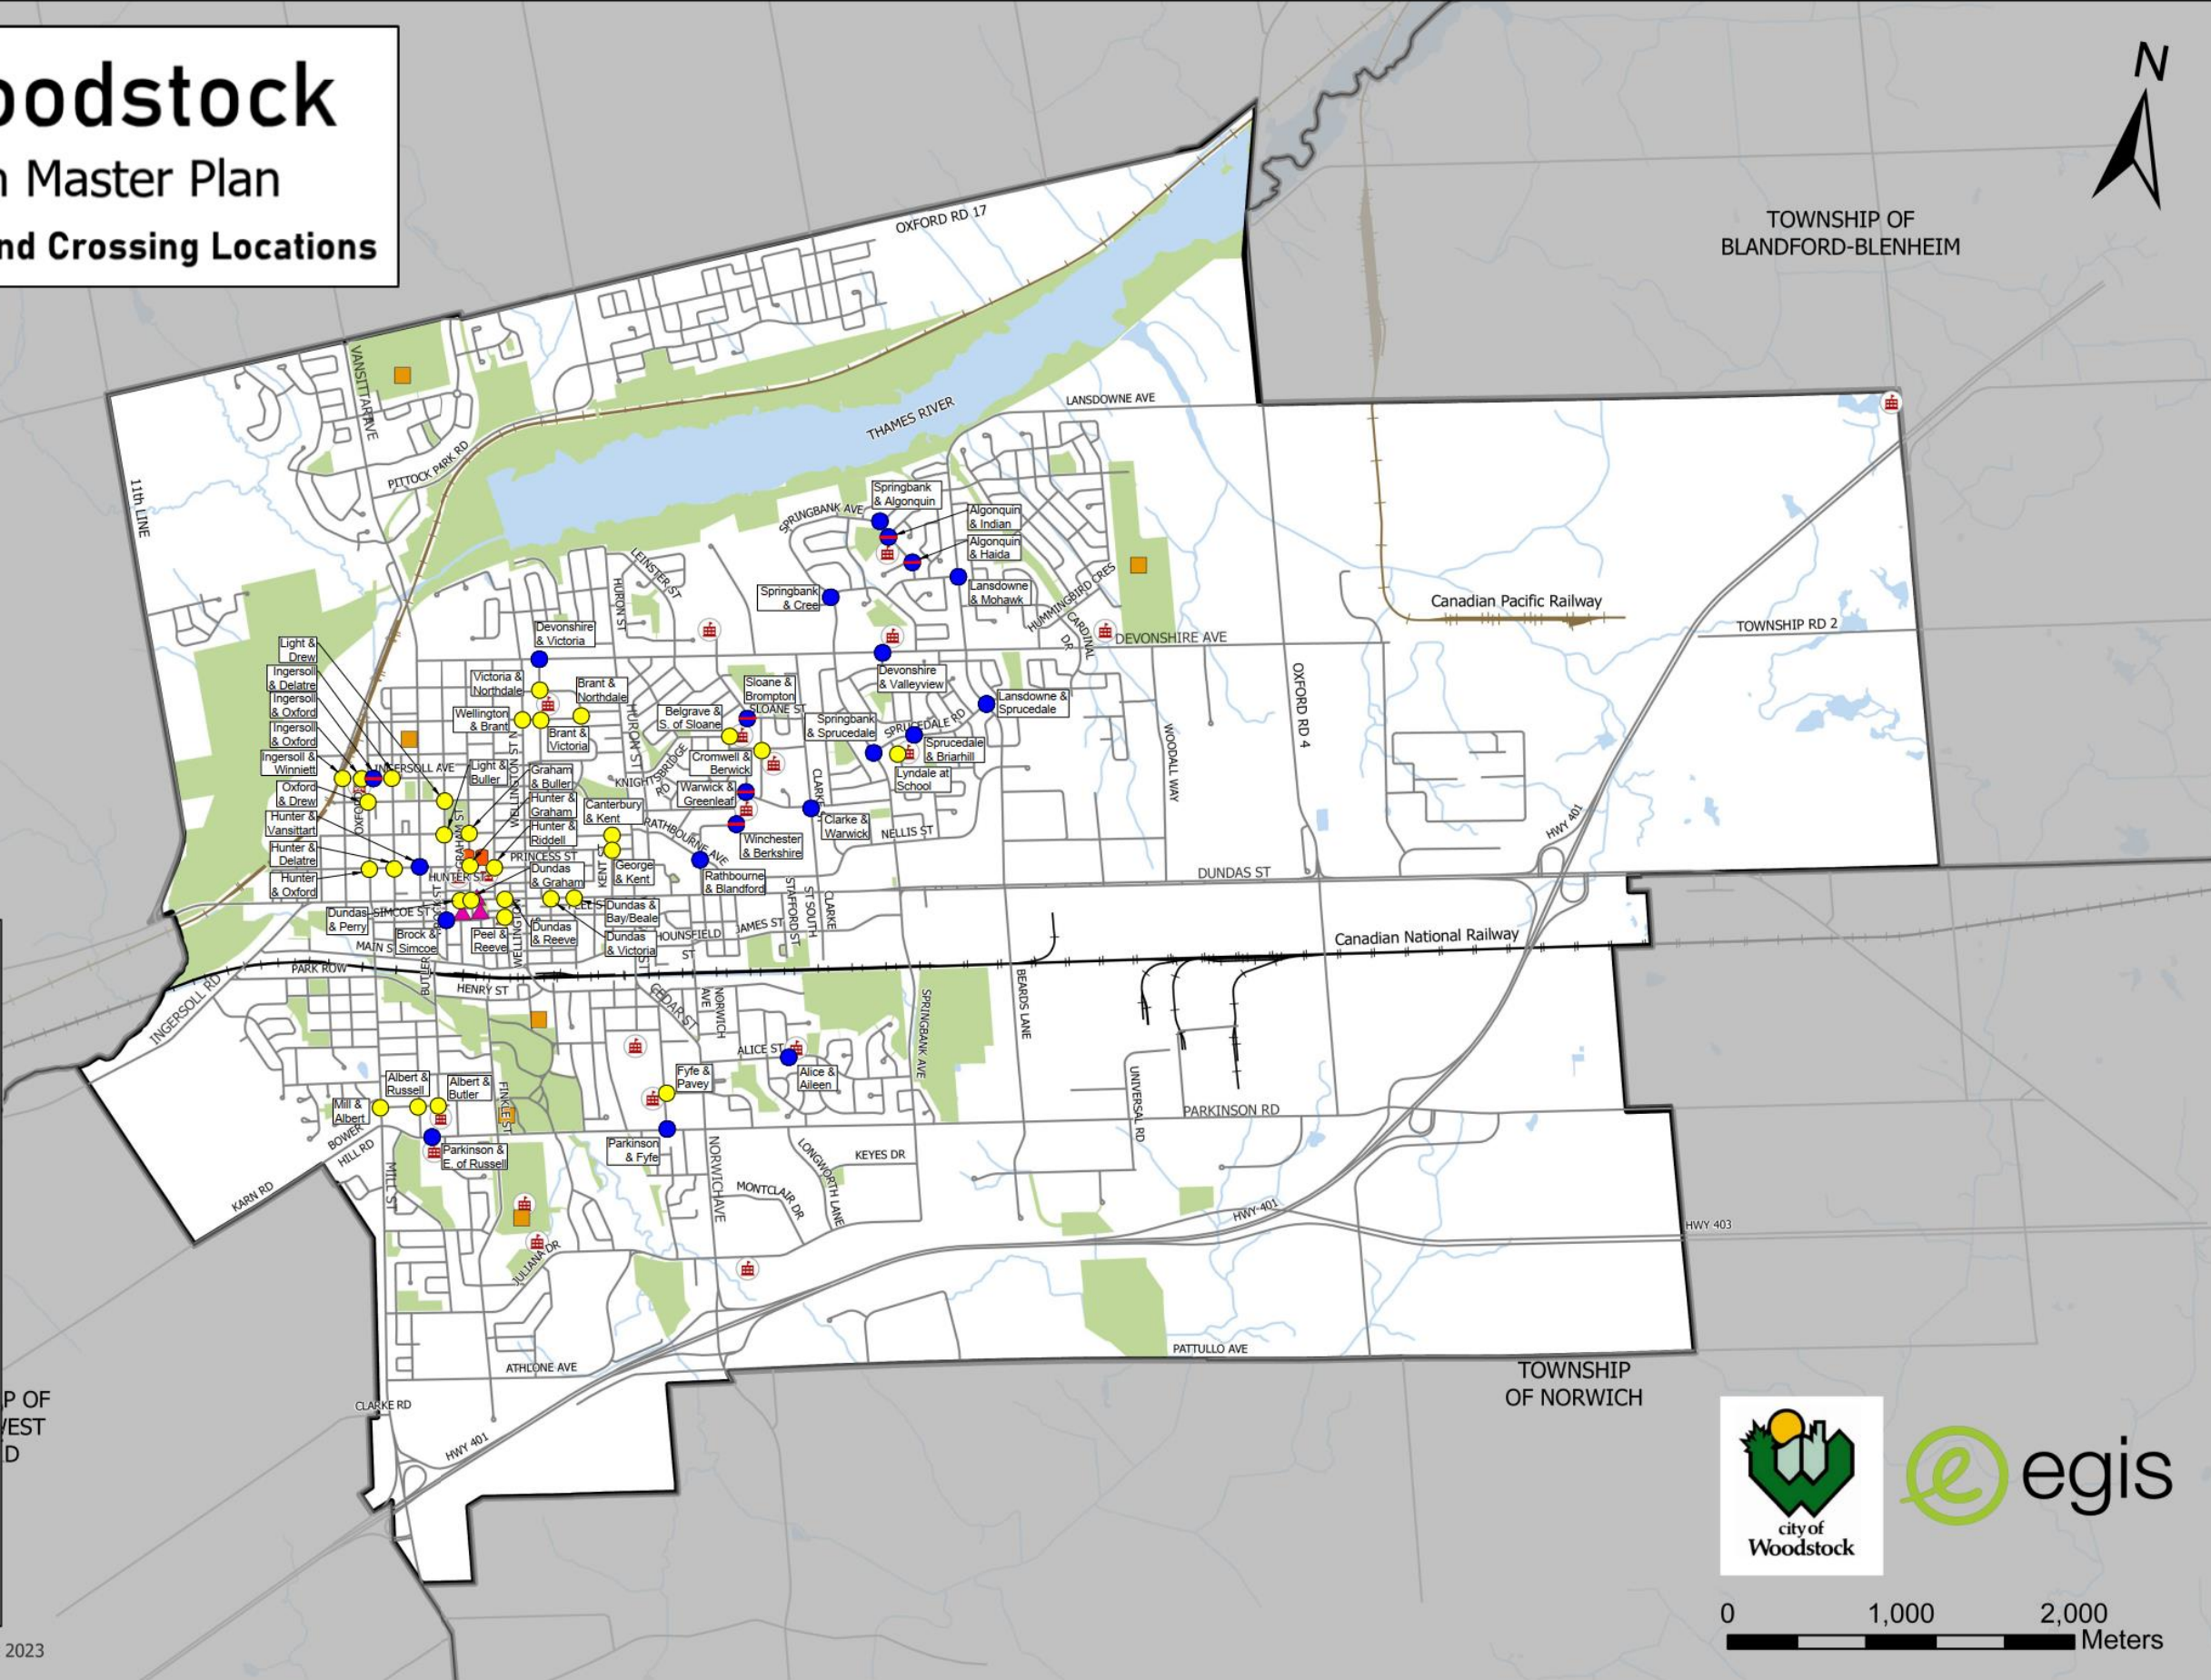 oodstock
n Master Plan
nd Crossing Locations
N
TOWNSHIP OF
BLANDFORD-BLENHEIM
OXFORD RD 17
VANSITTART AVE
PITTOCK PARK RD
11th LINE
THAMES RIVER
LANSDOWNE AVE
SPRINGBANK AVE
Springbank
& Algonquin
Algonquin
& Indian
Algonquin
& Haida
Lansdowne
& Mohawk
Springbank
& Cree
LEINSTER ST
HURON ST
HUMMINGBIRD CRES
CARDINAL
DR
DEVONSHIRE AVE
Canadian Pacific Railway
TOWNSHIP RD 2
OXFORD RD 4
WOODALL WAY
HWY 401
Devonshire
& Victoria
Light &
Drew
Ingersoll
& Delatre
Ingersoll
& Oxford
Ingersoll
& Oxford
Ingersoll &
Winniett
Oxford
& Drew
Hunter &
Vansittart
Hunter &
Delatre
Hunter
& Oxford
Victoria &
Northdale
Brant &
Northdale
Wellington
& Brant
Brant &
Victoria
HURON ST
Sloane &
Brompton
SLOANE ST
Belgrave &
S. of Sloane
Cromwell &
Berwick
Devonshire
& Valleyview
Lansdowne &
Sprucedale
Springbank
& Sprucedale
SPRUCEDALE RD
Sprucedale
& Briarhill
Lyndale at
School
INGERSOLL AVE
WELLINGTON ST N
Light &
Buller
Graham
& Buller
Hunter &
Graham
Hunter &
Riddell
Canterbury
& Kent
KNIGHTSBRIDGE
RD
Warwick &
Greenleaf
Clarke &
Warwick
NELLIS ST
Winchester
& Berkshire
RATHBOURNE AVE
Rathbourne
& Blandford
GRAHAM ST
PRINCESS ST
HUNTER ST
KENT ST
George
& Kent
Dundas
& Graham
DUNDAS ST
Dundas
& Perry
SIMCOE ST
Brock &
Simcoe
Peel &
Reeve
Dundas
& Reeve
Dundas &
Bay/Beale
Dundas
& Victoria
HOUNSFIELD
ST
JAMES ST
STAFFORD ST
ST SOUTH
CLARKE
MAIN S
Canadian National Railway
PARK ROW
INGERSOLL RD
BUTLER
HENRY ST
CEDAR ST
NORWICH
AVE
SPRINGBANK AVE
BEARDS LANE
ALICE ST
Alice &
Aileen
Fyfe &
Pavey
Albert &
Russell
Albert &
Butler
Mill &
Albert
FINKLE ST
BOWER
HILL RD
Parkinson &
E. of Russell
Parkinson
& Fyfe
UNIVERSAL RD
PARKINSON RD
KARN RD
MILL ST
NORWICH AVE
LONGWORTH LANE
KEYES DR
MONTCLAIR DR
JULIANA DR
HWY 401
HWY 403
ATHLONE AVE
PATTULLO AVE
CLARKE RD
HWY 401
TOWNSHIP
OF NORWICH
P OF
EST
D
city of
Woodstock
egis
0 1,000 2,000
Meters
2023